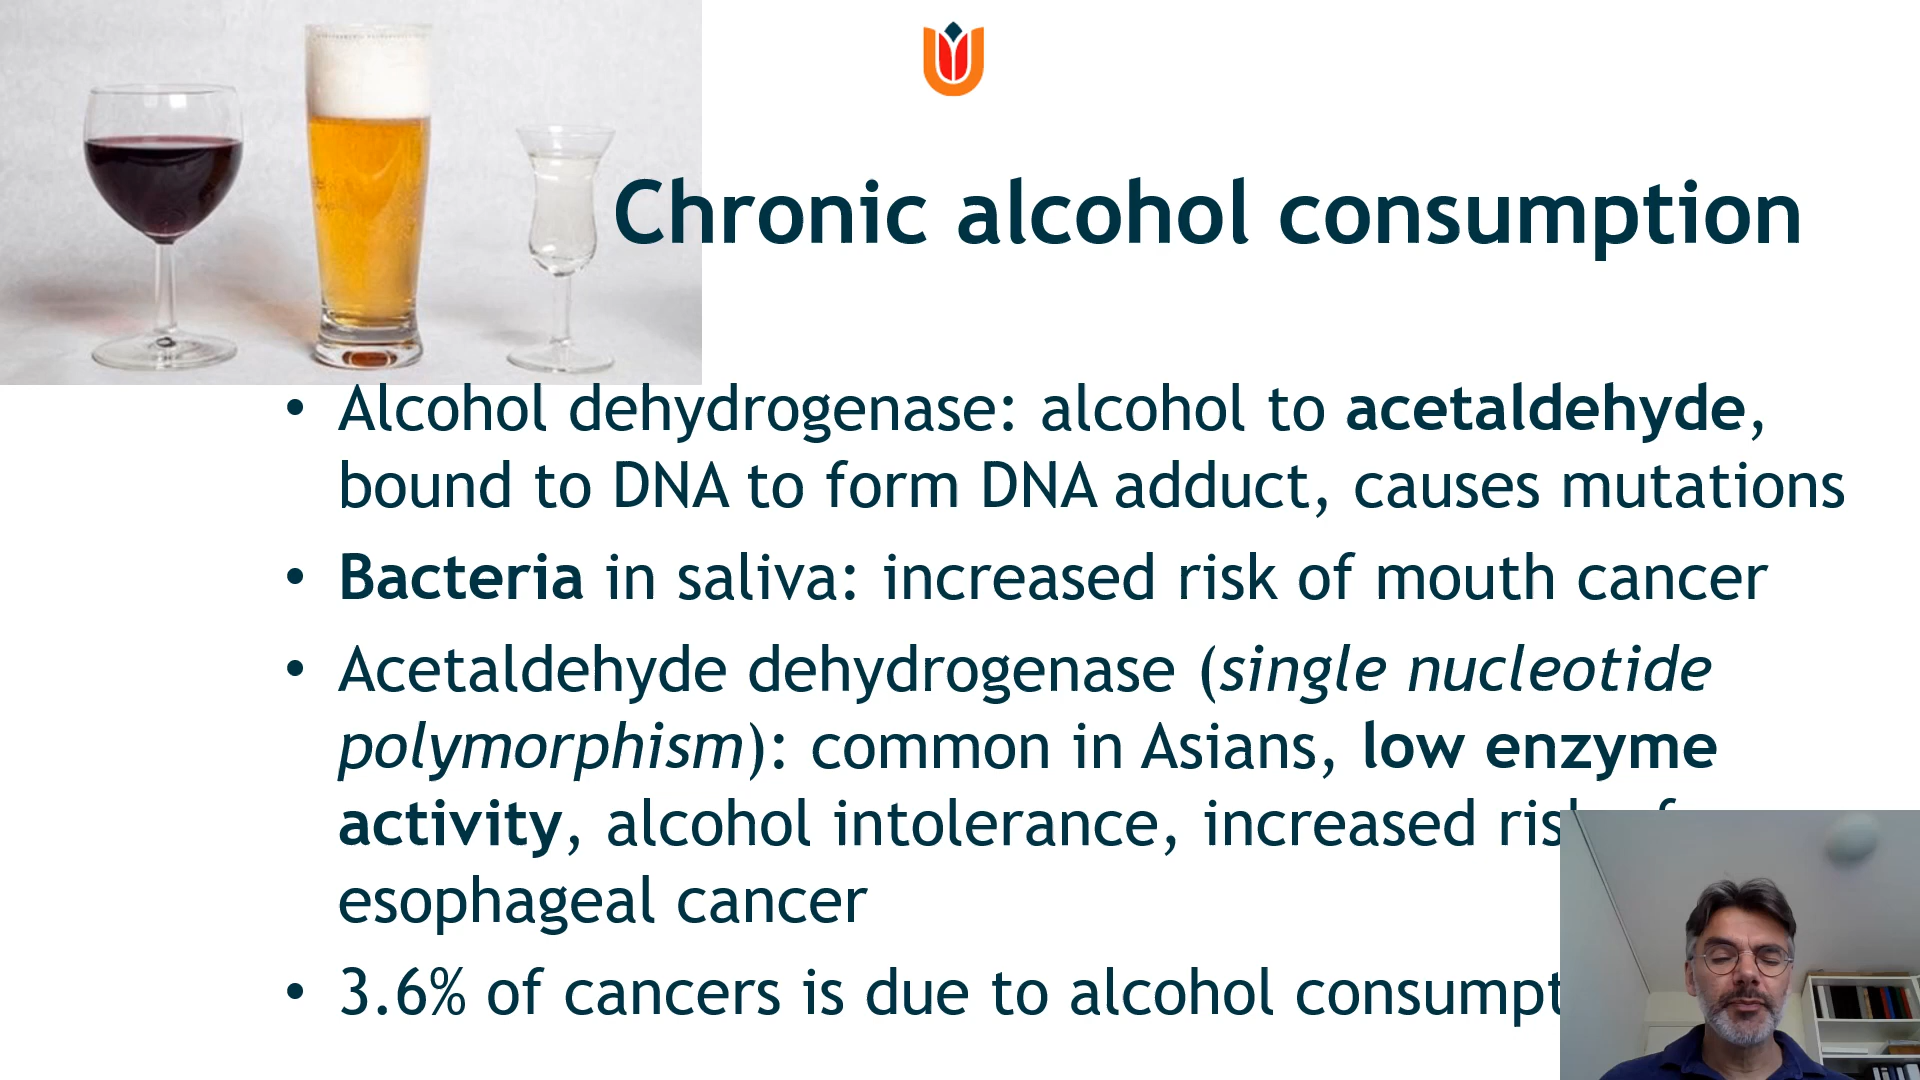 Chronic alcohol consumption
• Alcohol dehydrogenase: alcohol to acetaldehyde,
bound to DNA to form DNA adduct, causes mutations
• Bacteria in saliva: increased risk of mouth cancer
• Acetaldehyde dehydrogenase (single nucleotide
polymorphism): common in Asians, low enzyme
activity, alcohol intolerance, increased
esophageal cancer
• 3.6% of cancers is due to alcohol